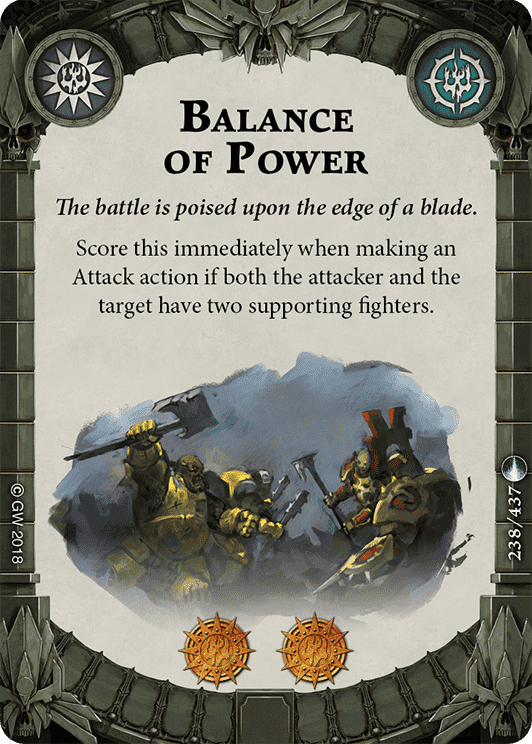 BALANCE
OF POWER
The battle is poised upon the edge of a blade.
Score this immediately when making an
Attack action if both the attacker and the
target have two supporting fighters.
© GW 2018
238/437